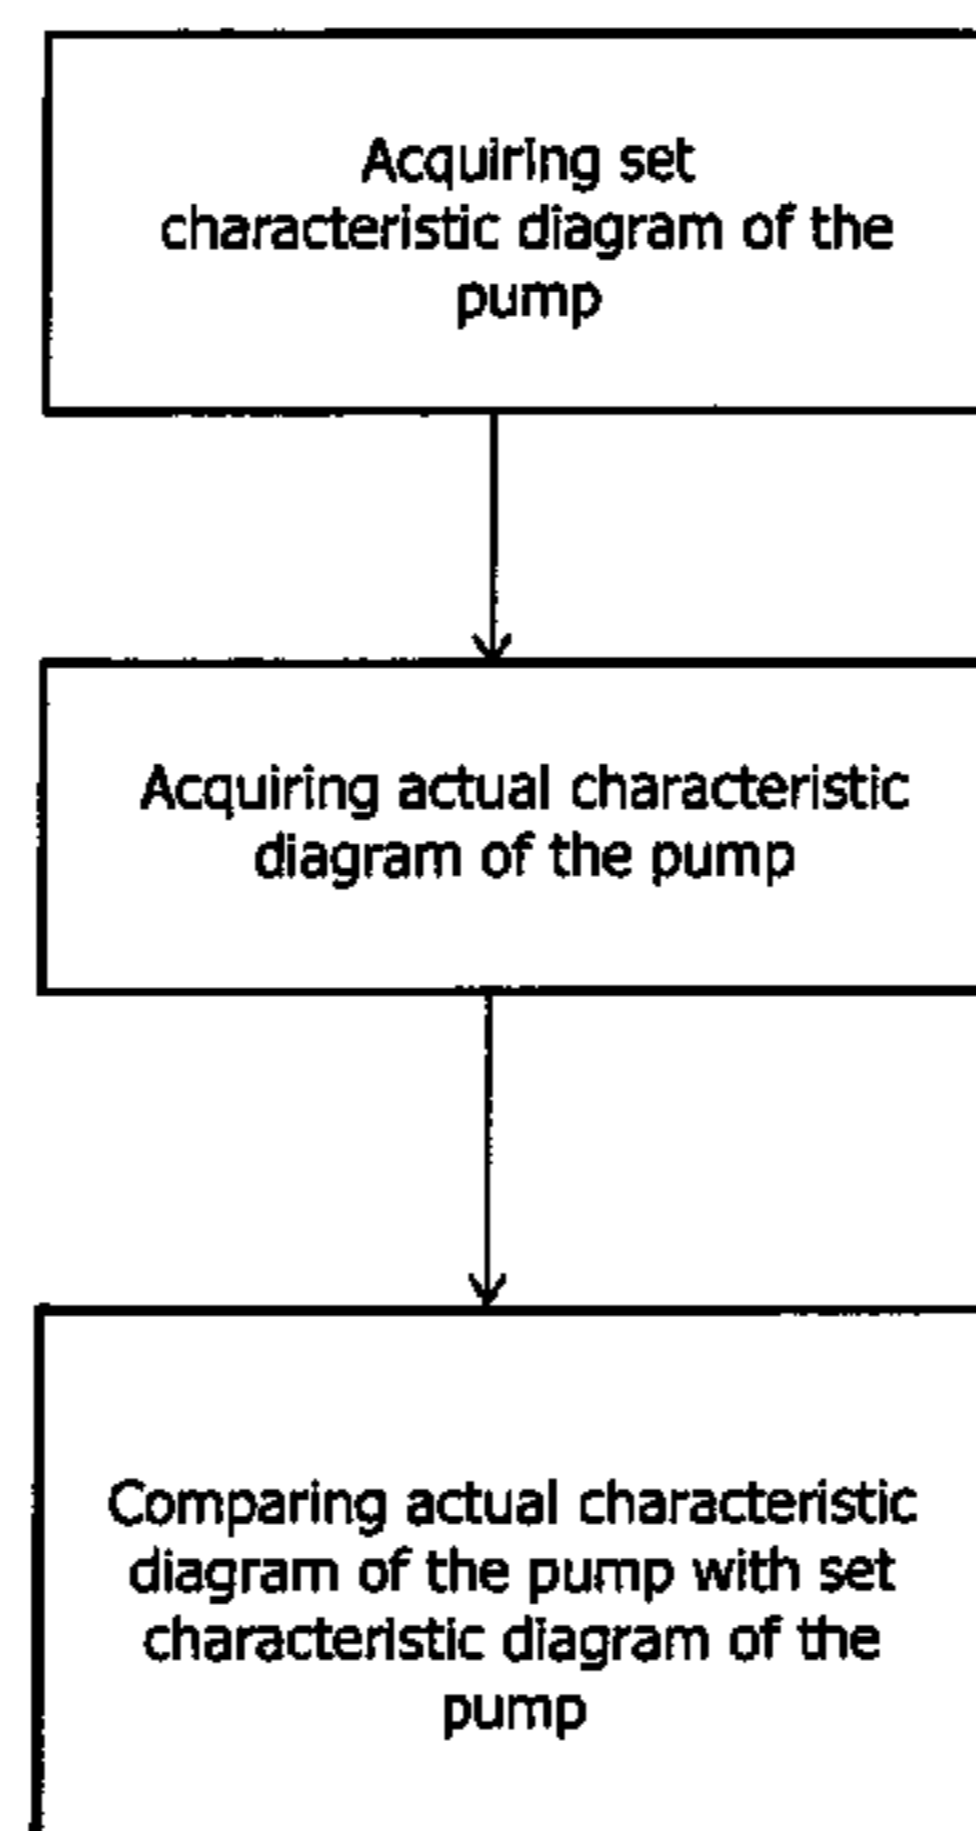 Acquiring set
characteristic diagram of the
pump
Acquiring actual characteristic
diagram of the pump
Comparing actual characteristic
diagram of the pump with set
characteristic diagram of the
pump